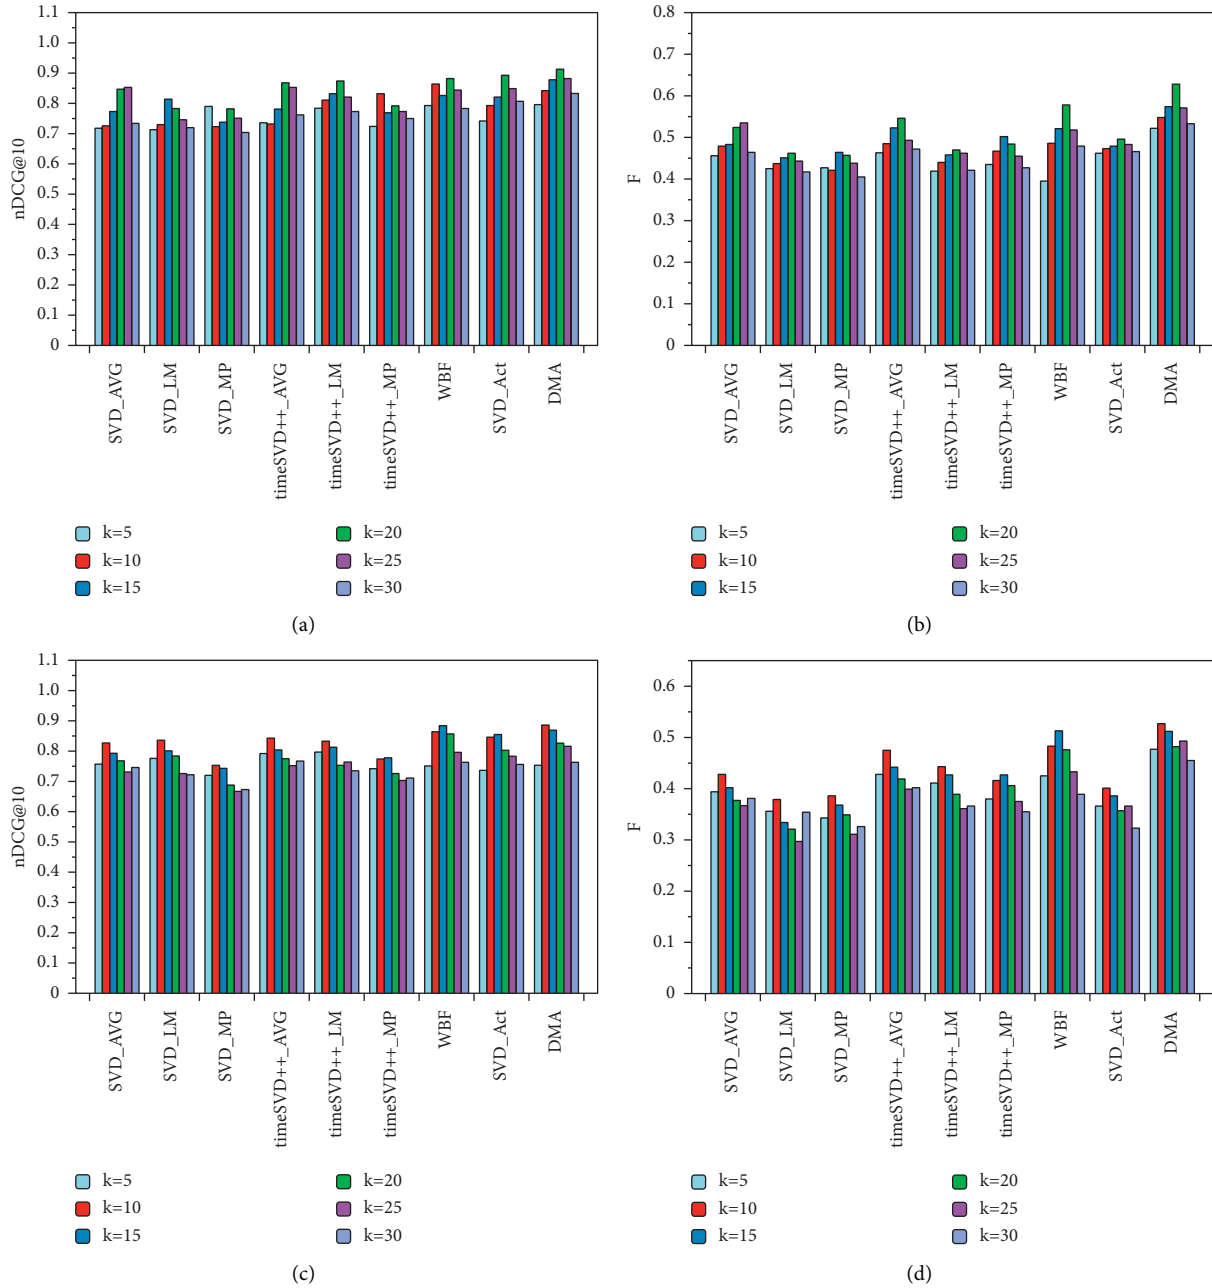 1.1
1.0
0.9
0.8
0.7
0.6
0.5
0.4
0.3
0.2
0.1
0
nDCG@10
SVD_AVG
SVD_LM
SVD_MP
timeSVD++_AVG
timeSVD++_LM
timeSVD++_MP
WBF
SVD_Act
DMA
k=5
k=10
k=15
k=20
k=25
k=30
(a)
0.8
0.7
0.6
0.5
0.4
0.3
0.2
0.1
0
F
SVD_AVG
SVD_LM
SVD_MP
timeSVD++_AVG
timeSVD++_LM
timeSVD++_MP
WBF
SVD_Act
DMA
k=5
k=10
k=15
k=20
k=25
k=30
(b)
1.1
1.0
0.9
0.8
0.7
0.6
0.5
0.4
0.3
0.2
0.1
0
nDCG@10
SVD_AVG
SVD_LM
SVD_MP
timeSVD++_AVG
timeSVD++_LM
timeSVD++_MP
WBF
SVD_Act
DMA
k=5
k=10
k=15
k=20
k=25
k=30
(c)
0.6
0.5
0.4
0.3
0.2
0.1
0
F
SVD_AVG
SVD_LM
SVD_MP
timeSVD++_AVG
timeSVD++_LM
timeSVD++_MP
WBF
SVD_Act
DMA
k=5
k=10
k=15
k=20
k=25
k=30
(d)